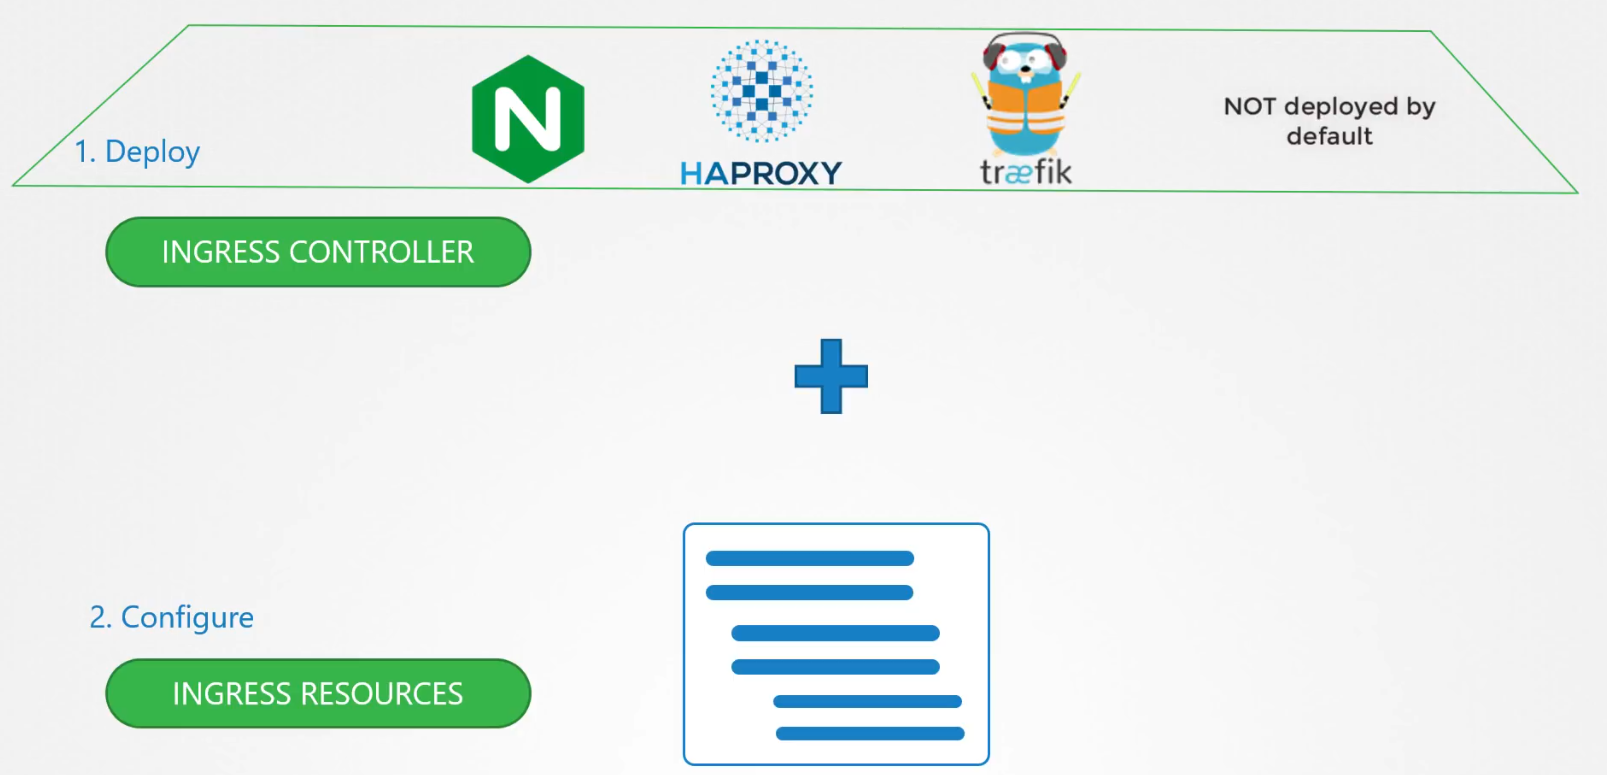 1. Deploy
N
HAPROXY
træfik
NOT deployed by
default
INGRESS CONTROLLER
2. Configure
INGRESS RESOURCES